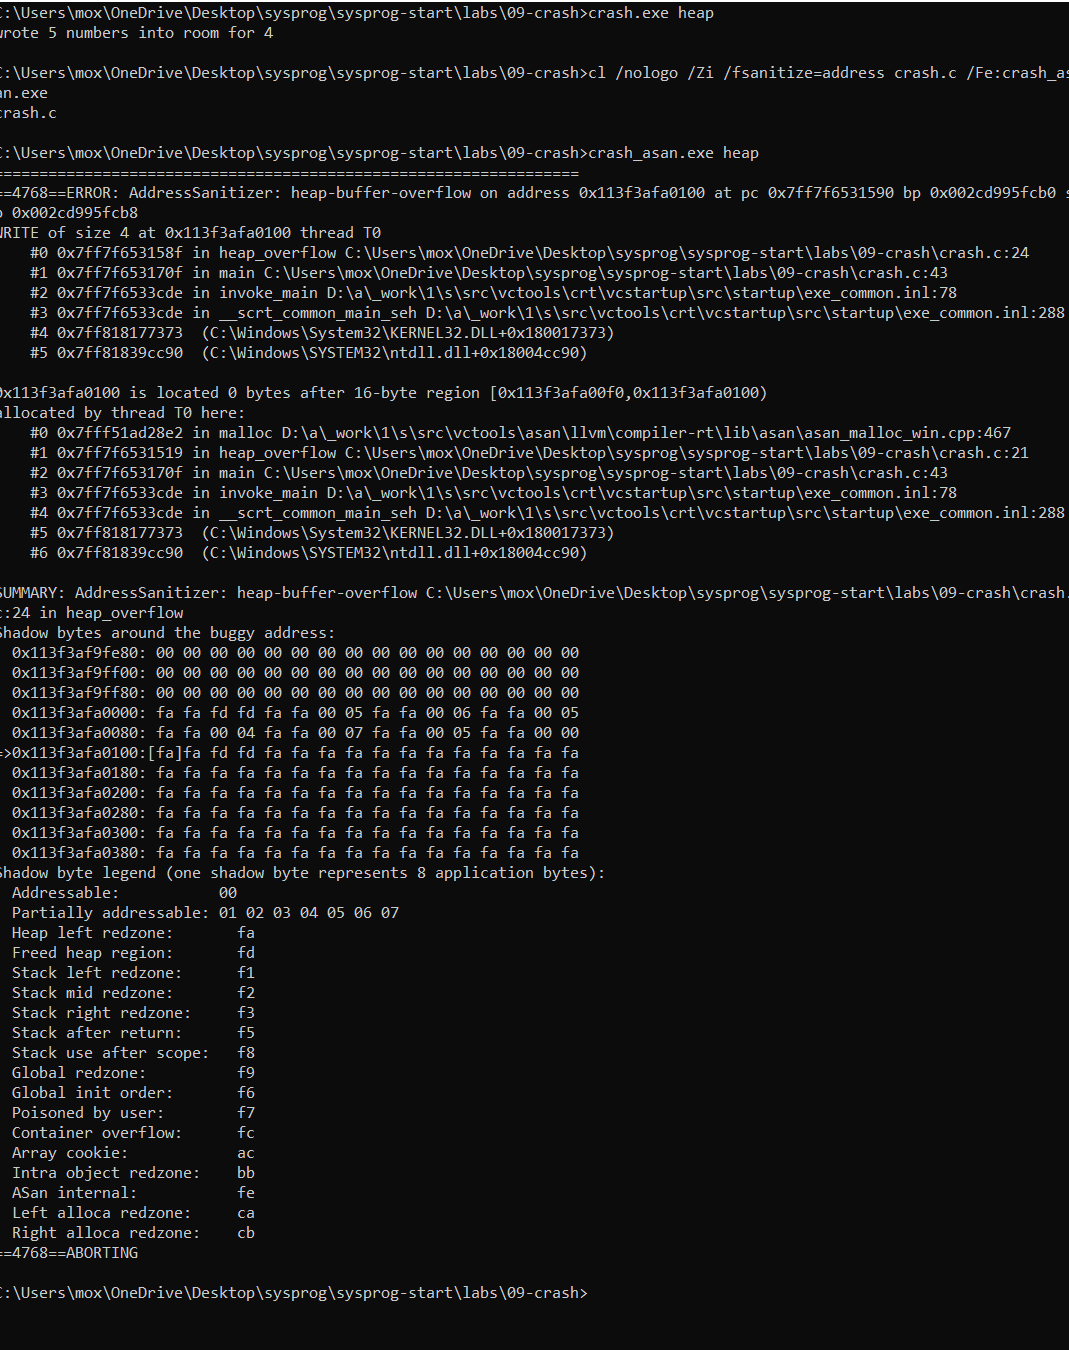 C:\Users\mox\OneDrive\Desktop\sysprog\sysprog-start\labs\09-crash>crash.exe heap
wrote 5 numbers into room for 4
C:\Users\mox\OneDrive\Desktop\sysprog\sysprog-start\labs\09-crash>cl /nologo /Zi /fsanitize=address crash.c /Fe:crash_as
an.exe
crash.c
C:\Users\mox\OneDrive\Desktop\sysprog\sysprog-start\labs\09-crash>crash_asan.exe heap
=================================================================
==4768==ERROR: AddressSanitizer: heap-buffer-overflow on address 0x113f3afa0100 at pc 0x7ff7f6531590 bp 0x002cd995fcb0 s
p 0x002cd995fcb8
WRITE of size 4 at 0x113f3afa0100 thread T0
    #0 0x7ff7f653158f in heap_overflow C:\Users\mox\OneDrive\Desktop\sysprog\sysprog-start\labs\09-crash\crash.c:24
    #1 0x7ff7f653170f in main C:\Users\mox\OneDrive\Desktop\sysprog\sysprog-start\labs\09-crash\crash.c:43
    #2 0x7ff7f6533cde in invoke_main D:\a\_work\1\s\src\vctools\crt\vcstartup\src\startup\exe_common.inl:78
    #3 0x7ff7f6533cde in __scrt_common_main_seh D:\a\_work\1\s\src\vctools\crt\vcstartup\src\startup\exe_common.inl:288
    #4 0x7ff818177373  (C:\Windows\System32\KERNEL32.DLL+0x180017373)
    #5 0x7ff81839cc90  (C:\Windows\SYSTEM32\ntdll.dll+0x18004cc90)
0x113f3afa0100 is located 0 bytes after 16-byte region [0x113f3afa00f0,0x113f3afa0100)
allocated by thread T0 here:
    #0 0x7fff51ad28e2 in malloc D:\a\_work\1\s\src\vctools\asan\llvm\compiler-rt\lib\asan\asan_malloc_win.cpp:467
    #1 0x7ff7f6531519 in heap_overflow C:\Users\mox\OneDrive\Desktop\sysprog\sysprog-start\labs\09-crash\crash.c:21
    #2 0x7ff7f653170f in main C:\Users\mox\OneDrive\Desktop\sysprog\sysprog-start\labs\09-crash\crash.c:43
    #3 0x7ff7f6533cde in invoke_main D:\a\_work\1\s\src\vctools\crt\vcstartup\src\startup\exe_common.inl:78
    #4 0x7ff7f6533cde in __scrt_common_main_seh D:\a\_work\1\s\src\vctools\crt\vcstartup\src\startup\exe_common.inl:288
    #5 0x7ff818177373  (C:\Windows\System32\KERNEL32.DLL+0x180017373)
    #6 0x7ff81839cc90  (C:\Windows\SYSTEM32\ntdll.dll+0x18004cc90)
SUMMARY: AddressSanitizer: heap-buffer-overflow C:\Users\mox\OneDrive\Desktop\sysprog\sysprog-start\labs\09-crash\crash.
c:24 in heap_overflow
Shadow bytes around the buggy address:
  0x113f3af9fe80: 00 00 00 00 00 00 00 00 00 00 00 00 00 00 00 00
  0x113f3af9ff00: 00 00 00 00 00 00 00 00 00 00 00 00 00 00 00 00
  0x113f3af9ff80: 00 00 00 00 00 00 00 00 00 00 00 00 00 00 00 00
  0x113f3afa0000: fa fa fd fd fa fa 00 05 fa fa 00 06 fa fa 00 05
  0x113f3afa0080: fa fa 00 04 fa fa 00 07 fa fa 00 05 fa fa 00 00
=>0x113f3afa0100:[fa]fa fd fd fa fa fa fa fa fa fa fa fa fa fa fa
  0x113f3afa0180: fa fa fa fa fa fa fa fa fa fa fa fa fa fa fa fa
  0x113f3afa0200: fa fa fa fa fa fa fa fa fa fa fa fa fa fa fa fa
  0x113f3afa0280: fa fa fa fa fa fa fa fa fa fa fa fa fa fa fa fa
  0x113f3afa0300: fa fa fa fa fa fa fa fa fa fa fa fa fa fa fa fa
  0x113f3afa0380: fa fa fa fa fa fa fa fa fa fa fa fa fa fa fa fa
Shadow byte legend (one shadow byte represents 8 application bytes):
  Addressable:           00
  Partially addressable: 01 02 03 04 05 06 07
  Heap left redzone:       fa
  Freed heap region:       fd
  Stack left redzone:      f1
  Stack mid redzone:       f2
  Stack right redzone:     f3
  Stack after return:      f5
  Stack use after scope:   f8
  Global redzone:          f9
  Global init order:       f6
  Poisoned by user:        f7
  Container overflow:      fc
  Array cookie:            ac
  Intra object redzone:    bb
  ASan internal:           fe
  Left alloca redzone:     ca
  Right alloca redzone:    cb
==4768==ABORTING
C:\Users\mox\OneDrive\Desktop\sysprog\sysprog-start\labs\09-crash>